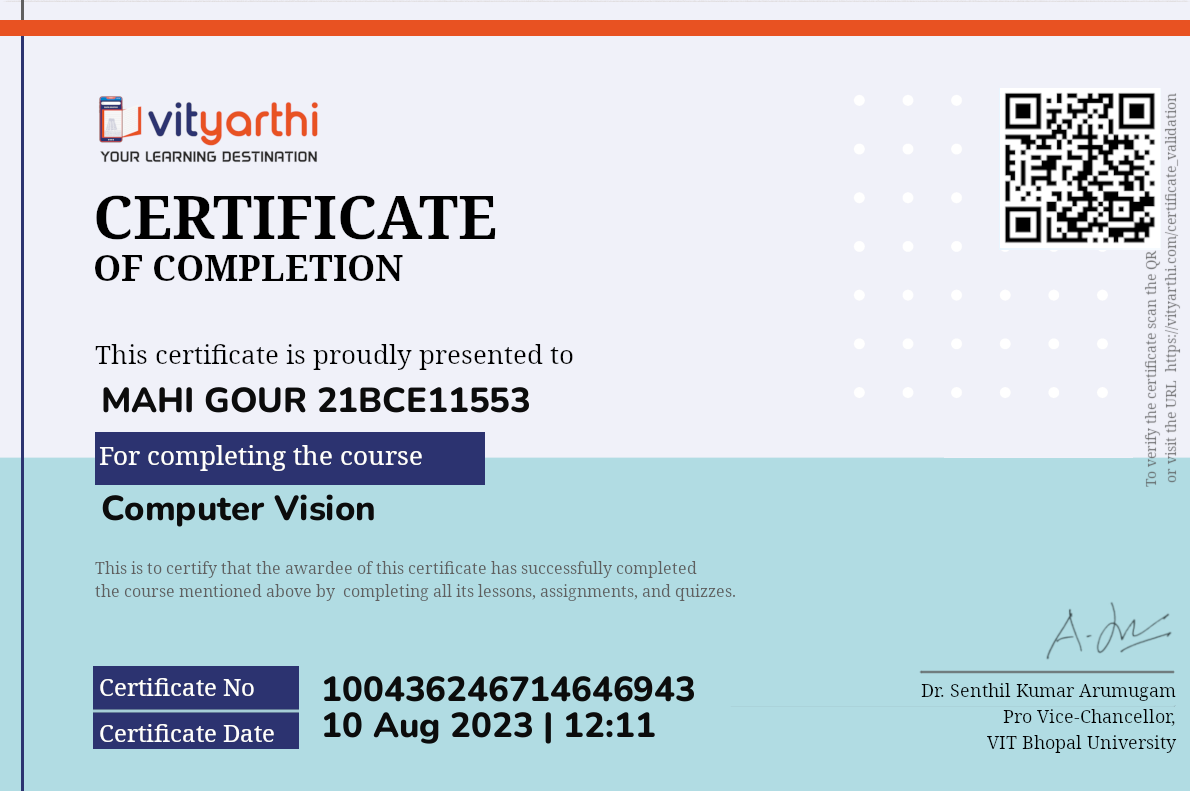 vityarthi
YOUR LEARNING DESTINATION
CERTIFICATE
OF COMPLETION
This certificate is proudly presented to
MAHI GOUR 21BCE11553
For completing the course
Computer Vision
This is to certify that the awardee of this certificate has successfully completed
the course mentioned above by completing all its lessons, assignments, and quizzes.
Certificate No
100436246714646943
Certificate Date
10 Aug 2023 | 12:11
Dr. Senthil Kumar Arumugam
Pro Vice-Chancellor,
VIT Bhopal University
To verify the certificate scan the QR
or visit the URL https://vityarthi.com/certificate_validation